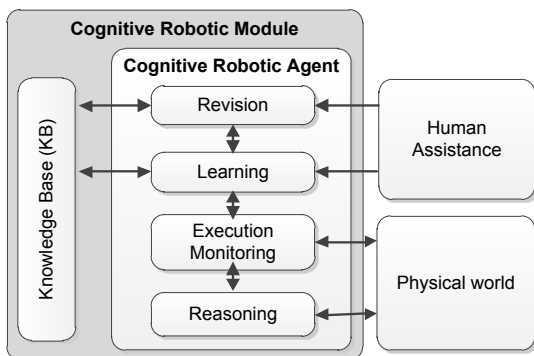 Cognitive Robotic Module
Cognitive Robotic Agent
Knowledge Base (KB)
Revision
Learning
Execution
Monitoring
Reasoning
Human
Assistance
Physical world